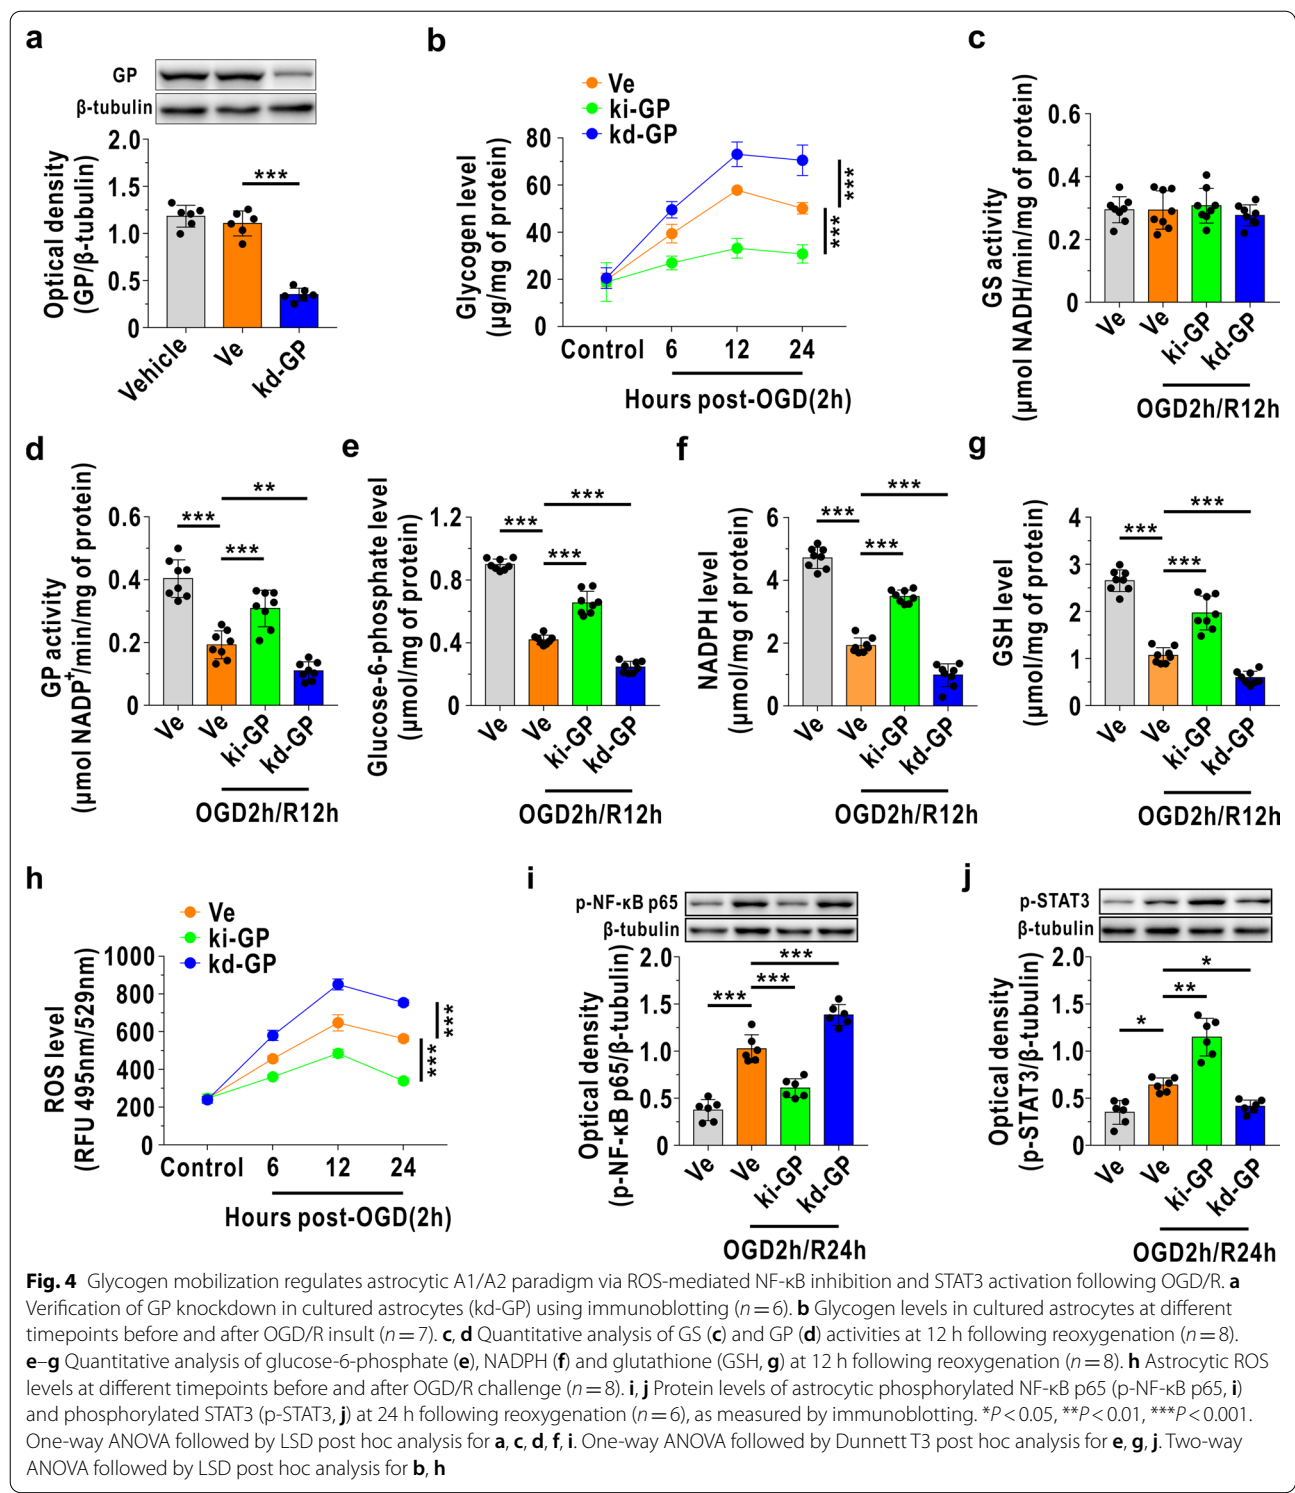 a
GP
β-tubulin
Optical density
(GP/β-tubulin)
2.0
1.5
1.0
0.5
0
***
Vehicle
Ve
kd-GP
b
Ve
ki-GP
kd-GP
Glycogen level
(μg/mg of protein)
80
60
40
20
0
***
***
Control 6 12 24
Hours post-OGD(2h)
c
GS activity
(μmol NADH/min/mg of protein)
0.6
0.4
0.2
0
Ve
Ve
ki-GP
kd-GP
OGD2h/R12h
d
GP activity
(μmol NADP+/min/mg of protein)
0.6
0.4
0.2
0
**
***
***
Ve
Ve
ki-GP
kd-GP
OGD2h/R12h
e
Glucose-6-phosphate level
(μmol/mg of protein)
1.2
0.8
0.4
0
***
***
***
Ve
Ve
ki-GP
kd-GP
OGD2h/R12h
f
NADPH level
(μmol/mg of protein)
6
4
2
0
***
***
***
Ve
Ve
ki-GP
kd-GP
OGD2h/R12h
g
GSH level
(μmol/mg of protein)
4
3
2
1
0
***
***
***
Ve
Ve
ki-GP
kd-GP
OGD2h/R12h
h
Ve
ki-GP
kd-GP
ROS level
(RFU 495nm/529nm)
1000
800
600
400
200
0
***
***
Control 6 12 24
Hours post-OGD(2h)
i
p-NF-κB p65
β-tubulin
Optical density
(p-NF-κB p65/β-tubulin)
2.0
1.5
1.0
0.5
0
***
***
***
Ve
Ve
ki-GP
kd-GP
OGD2h/R24h
j
p-STAT3
β-tubulin
Optical density
(p-STAT3/β-tubulin)
2.0
1.5
1.0
0.5
0
*
**
*
Ve
Ve
ki-GP
kd-GP
OGD2h/R24h
Fig. 4 Glycogen mobilization regulates astrocytic A1/A2 paradigm via ROS-mediated NF-κB inhibition and STAT3 activation following OGD/R. a
Verification of GP knockdown in cultured astrocytes (kd-GP) using immunoblotting (n = 6). b Glycogen levels in cultured astrocytes at different
timepoints before and after OGD/R insult (n = 7). c, d Quantitative analysis of GS (c) and GP (d) activities at 12 h following reoxygenation (n = 8).
e–g Quantitative analysis of glucose-6-phosphate (e), NADPH (f) and glutathione (GSH, g) at 12 h following reoxygenation (n = 8). h Astrocytic ROS
levels at different timepoints before and after OGD/R challenge (n = 8). i, j Protein levels of astrocytic phosphorylated NF-κB p65 (p-NF-κB p65, i)
and phosphorylated STAT3 (p-STAT3, j) at 24 h following reoxygenation (n = 6), as measured by immunoblotting. *P < 0.05, **P < 0.01, ***P < 0.001.
One-way ANOVA followed by LSD post hoc analysis for a, c, d, f, i. One-way ANOVA followed by Dunnett T3 post hoc analysis for e, g, j. Two-way
ANOVA followed by LSD post hoc analysis for b, h